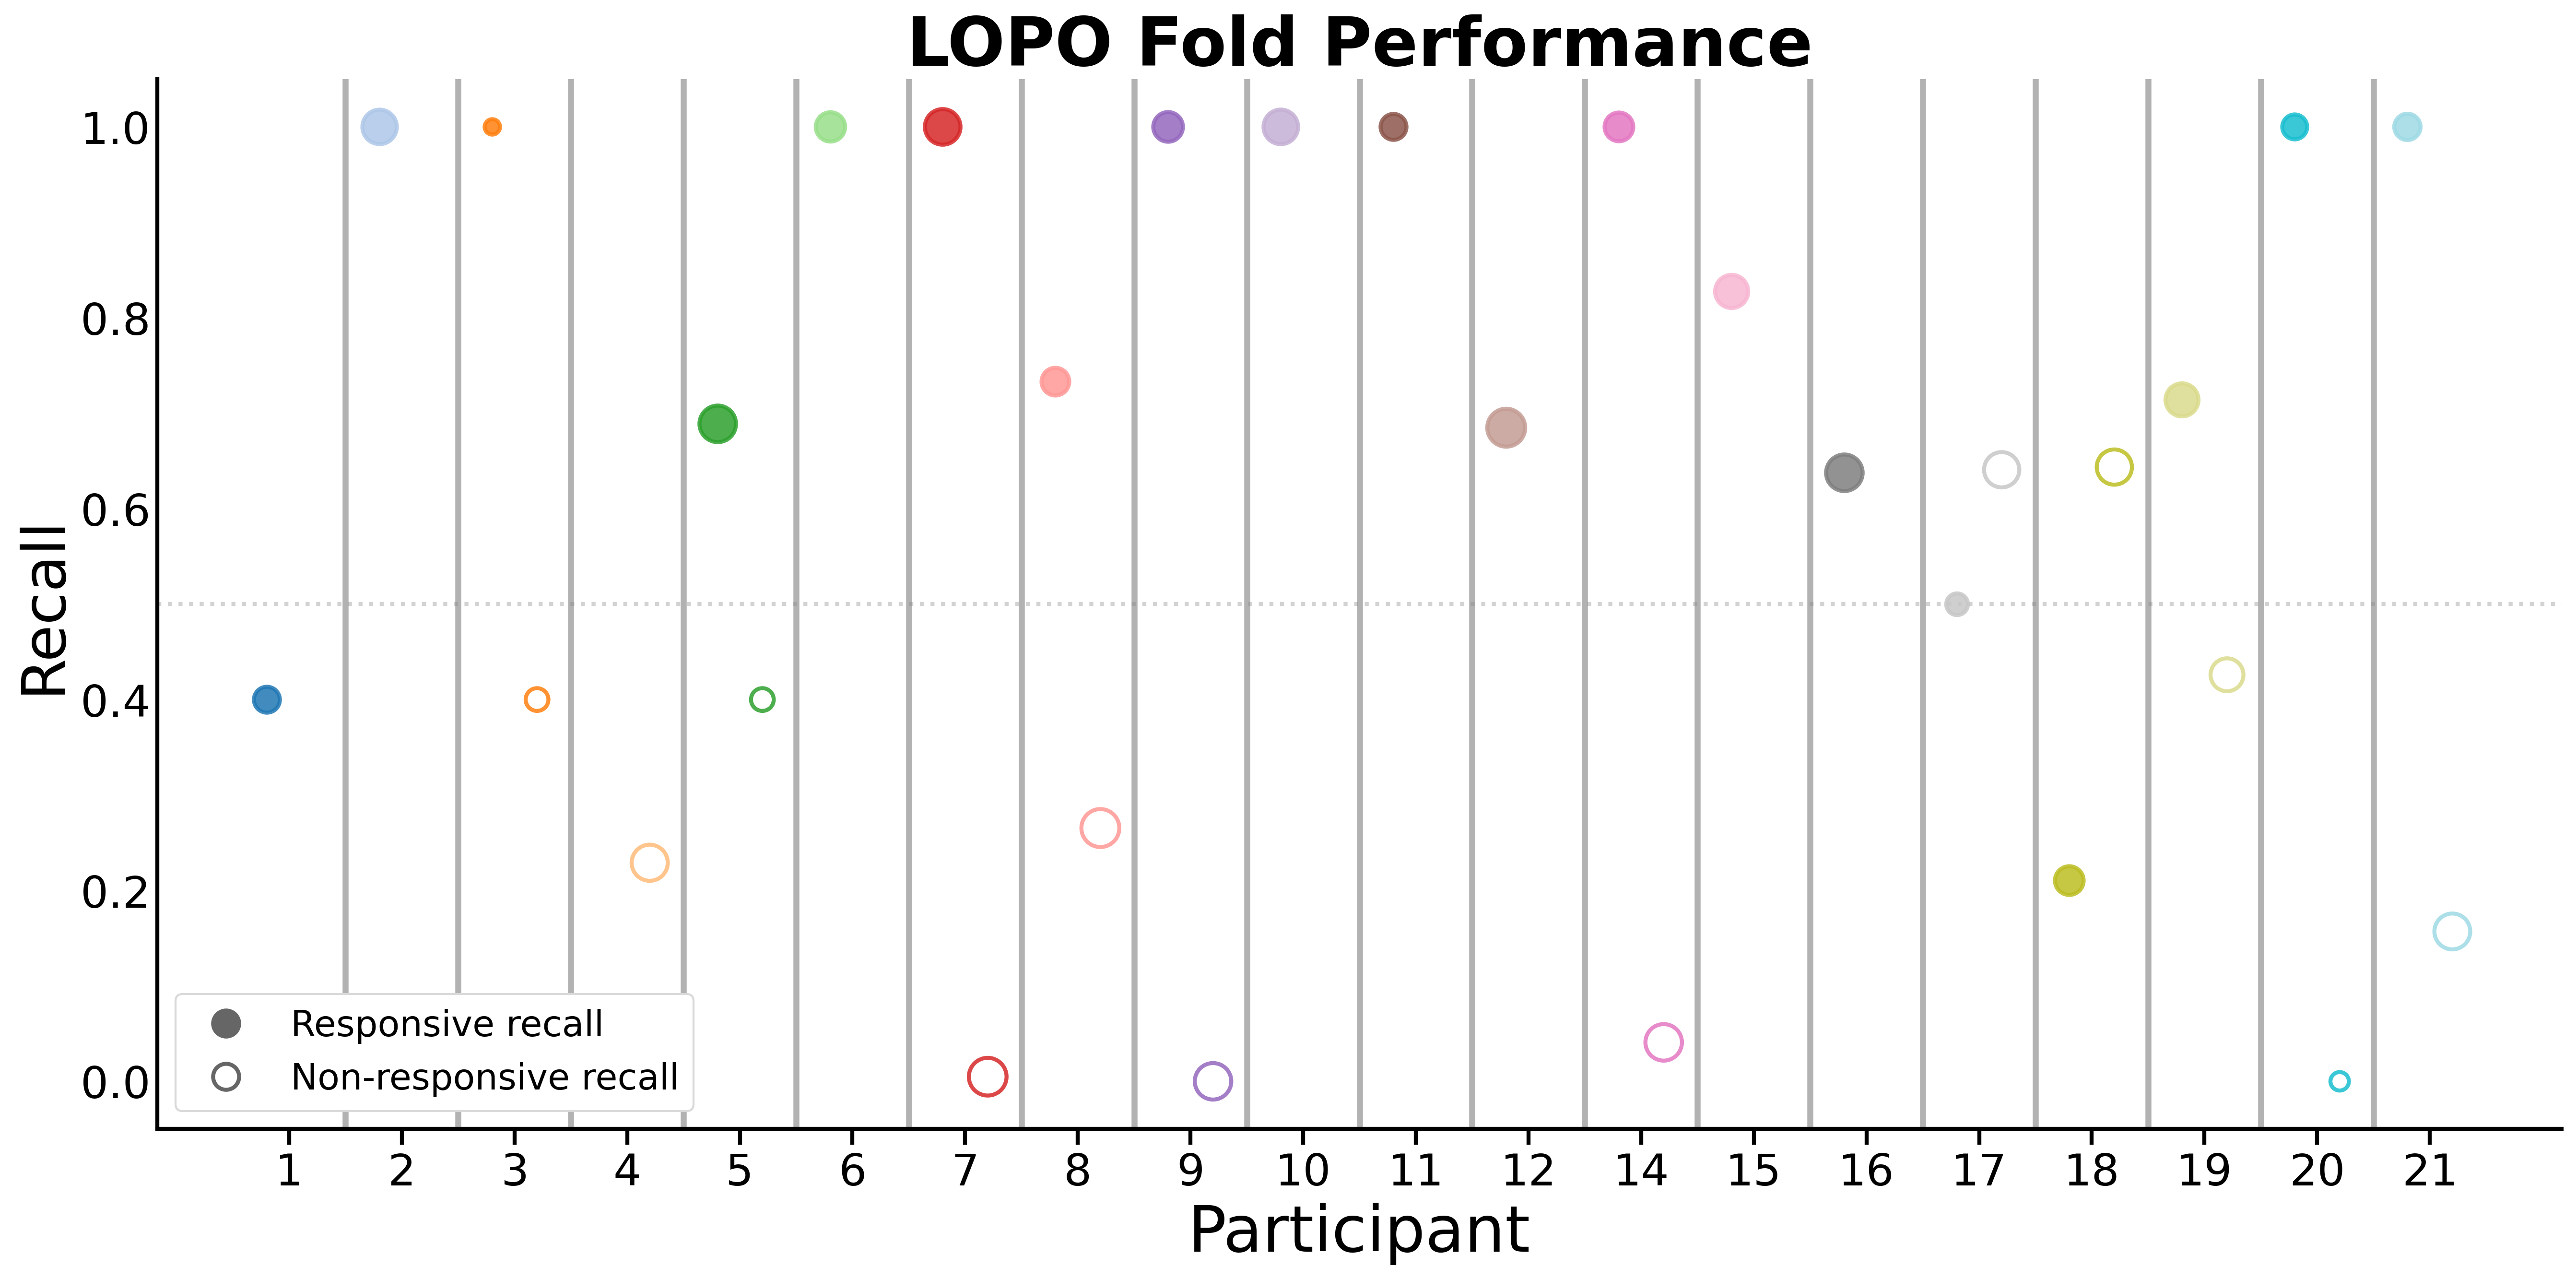 LOPO Fold Performance
Recall
1.0
0.8
0.6
0.4
0.2
0.0
Responsive recall
Non-responsive recall
1 2 3 4 5 6 7 8 9 10 11 12 14 15 16 17 18 19 20 21
Participant